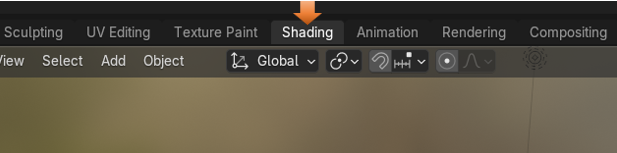 Sculpting UV Editing Texture Paint Shading Animation Rendering Compositing
View Select Add Object Global